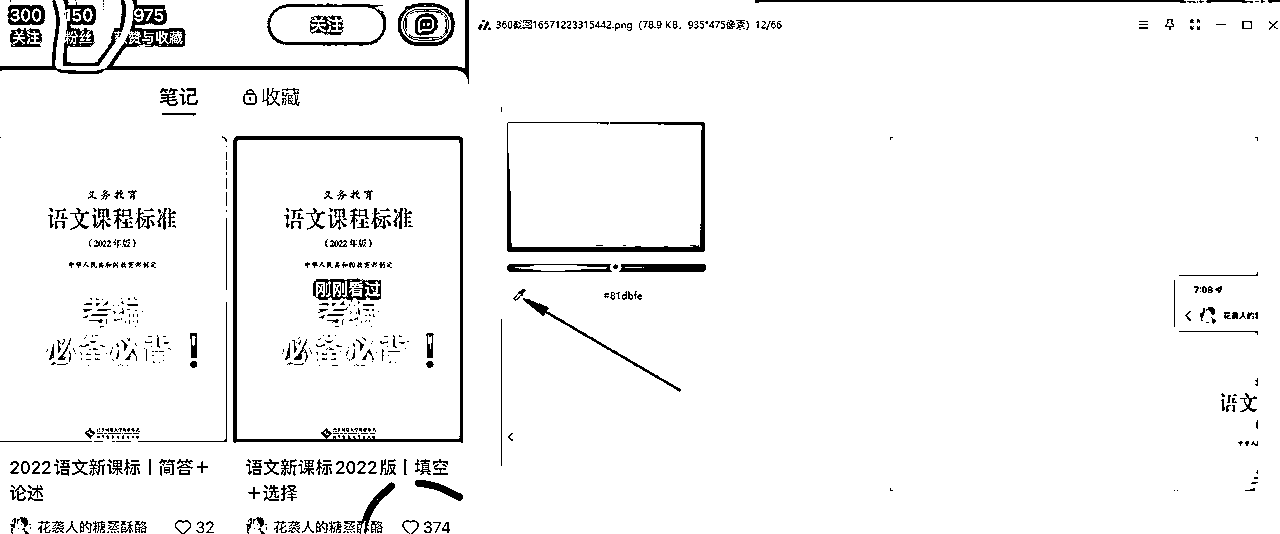 300 150 975
关注 粉丝 获赞与收藏
关注
笔记 收藏
义务教育
语文课程标准
(2022年版)
中华人民共和国教育部制定
考编
必备必背!
2022语文新课标丨简答+
论述
花袭人的糖蒸酥酪 32
义务教育
语文课程标准
(2022年版)
中华人民共和国教育部制定
刚刚看过
考编
必备必背!
语文新课标2022版丨填空
+选择
花袭人的糖蒸酥酪 374
360截图16571223315442.png (78.9 KB, 935*475像素) 12/66
#81dbfe
7:08
花袭人的
语文